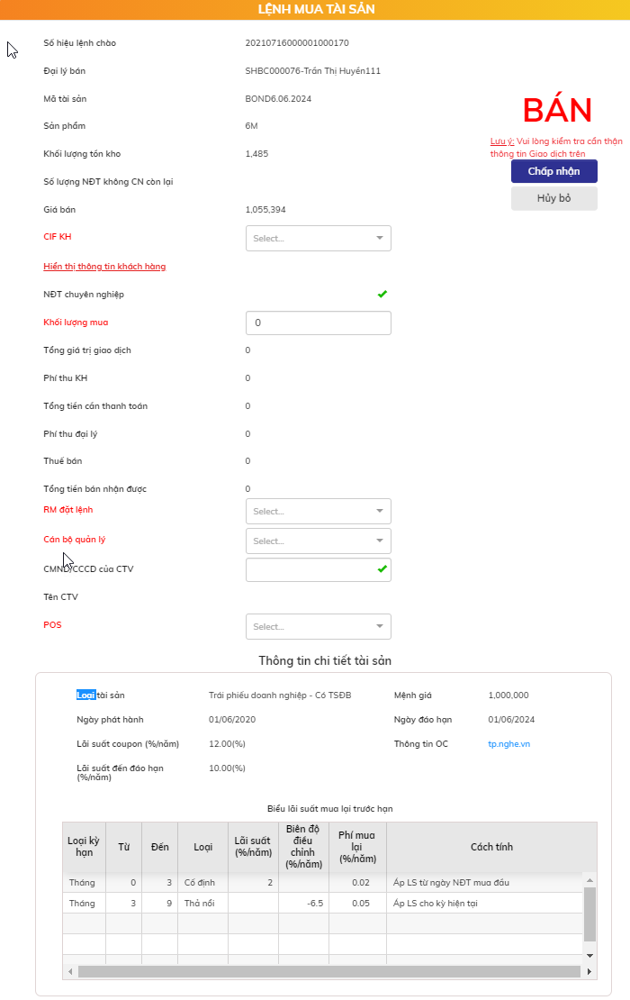 LỆNH MUA TÀI SẢN
Số hiệu lệnh chào 20210716000001000170
Đại lý bán SHBC000076-Trần Thị Huyền111
Mã tài sản BOND6.06.2024
BÁN
Sản phẩm 6M
Lưu ý: Vui lòng kiểm tra cẩn thận
thông tin Giao dịch trên
Khối lượng tồn kho 1,485
Chấp nhận
Số lượng NĐT không CN còn lại
Hủy bỏ
Giá bán 1,055,394
CIF KH Select...
Hiển thị thông tin khách hàng
NĐT chuyên nghiệp
Khối lượng mua 0
Tổng giá trị giao dịch 0
Phí thu KH 0
Tổng tiền cần thanh toán 0
Phí thu đại lý 0
Thuế bán 0
Tổng tiền bán nhận được 0
RM đặt lệnh Select...
Cán bộ quản lý Select...
CMND/CCCD của CTV
Tên CTV
POS Select...
Thông tin chi tiết tài sản
Loại tài sản Trái phiếu doanh nghiệp - Có TSĐB Mệnh giá 1,000,000
Ngày phát hành 01/06/2020 Ngày đáo hạn 01/06/2024
Lãi suất coupon (%/năm) 12.00(%) Thông tin OC tp.nghe.vn
Lãi suất đến đáo hạn 10.00(%)
(%/năm)
Biểu lãi suất mua lại trước hạn
Loại kỳ hạn Từ Đến Loại Lãi suất (%/năm) Biên độ điều chỉnh (%/năm) Phí mua lại (%/năm) Cách tính
Tháng 0 3 Cố định 2 0.02 Áp LS từ ngày NĐT mua đầu
Tháng 3 9 Thả nổi -6.5 0.05 Áp LS cho kỳ hiện tại